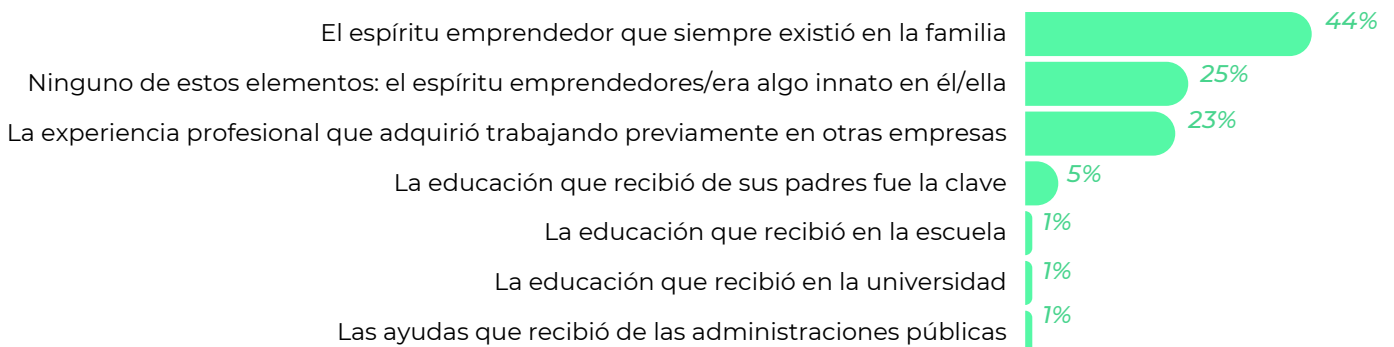 El espíritu emprendedor que siempre existió en la familia 44%
Ninguno de estos elementos: el espíritu emprendedores/era algo innato en él/ella 25%
La experiencia profesional que adquirió trabajando previamente en otras empresas 23%
La educación que recibió de sus padres fue la clave 5%
La educación que recibió en la escuela 1%
La educación que recibió en la universidad 1%
Las ayudas que recibió de las administraciones públicas 1%